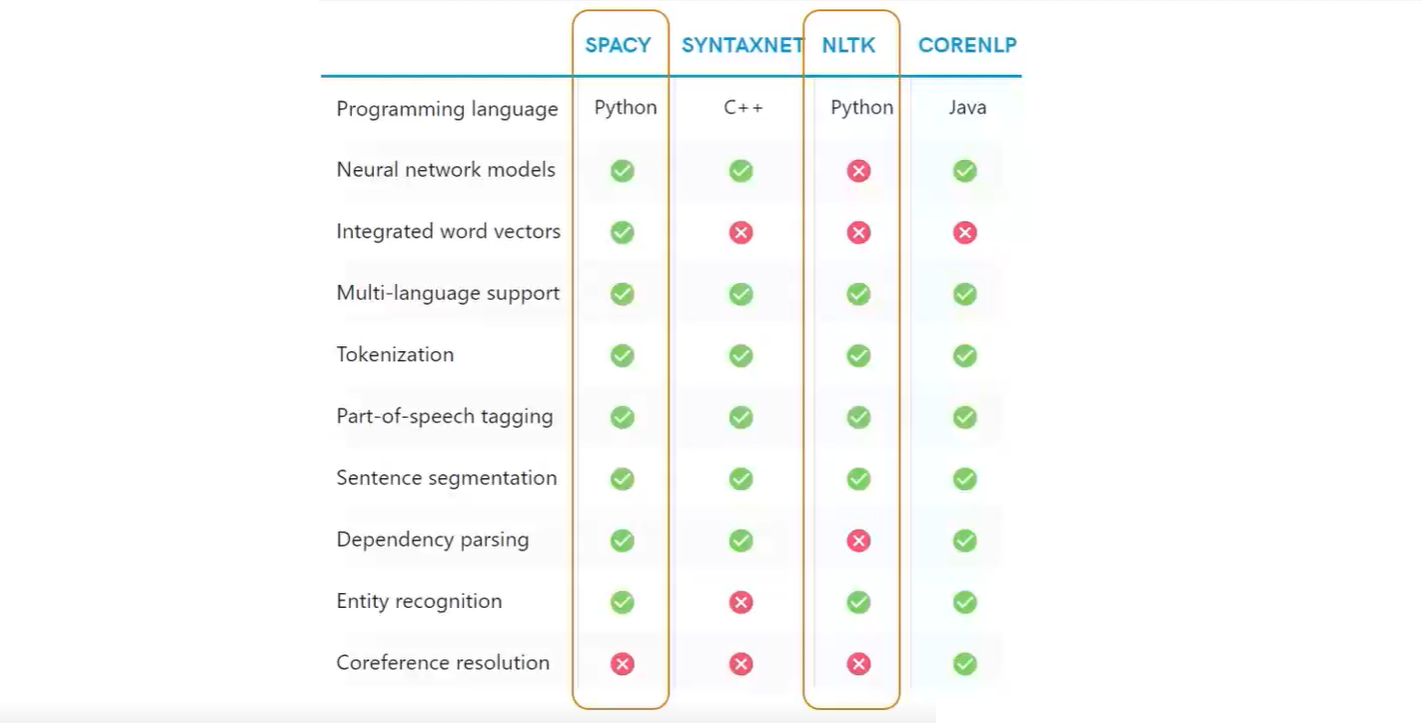 SPACY SYNTAXNET NLTK CORENLP
Programming language Python C++ Python Java
Neural network models
Integrated word vectors
Multi-language support
Tokenization
Part-of-speech tagging
Sentence segmentation
Dependency parsing
Entity recognition
Coreference resolution